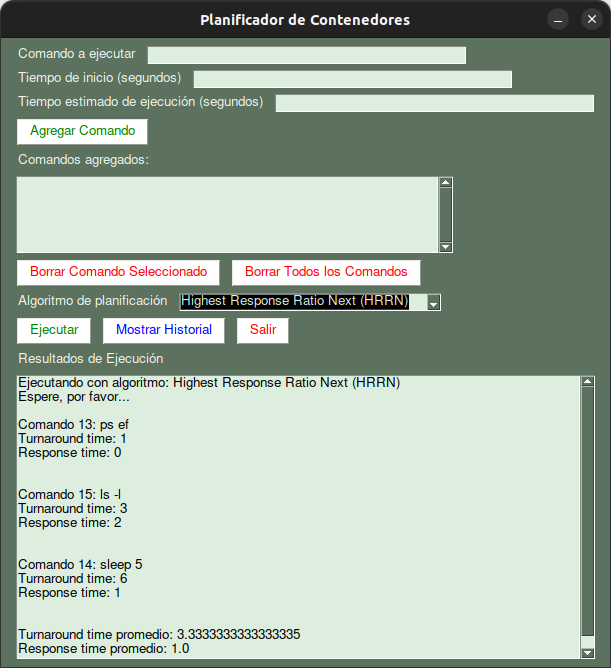 Planificador de Contenedores
Comando a ejecutar
Tiempo de inicio (segundos)
Tiempo estimado de ejecución (segundos)
Agregar Comando
Comandos agregados:
Borrar Comando Seleccionado Borrar Todos los Comandos
Algoritmo de planificación Highest Response Ratio Next (HRRN)
Ejecutar Mostrar Historial Salir
Resultados de Ejecución
Ejecutando con algoritmo: Highest Response Ratio Next (HRRN)
Espere, por favor...
Comando 13: ps ef
Turnaround time: 1
Response time: 0
Comando 15: ls -l
Turnaround time: 3
Response time: 2
Comando 14: sleep 5
Turnaround time: 6
Response time: 1
Turnaround time promedio: 3.3333333333333335
Response time promedio: 1.0